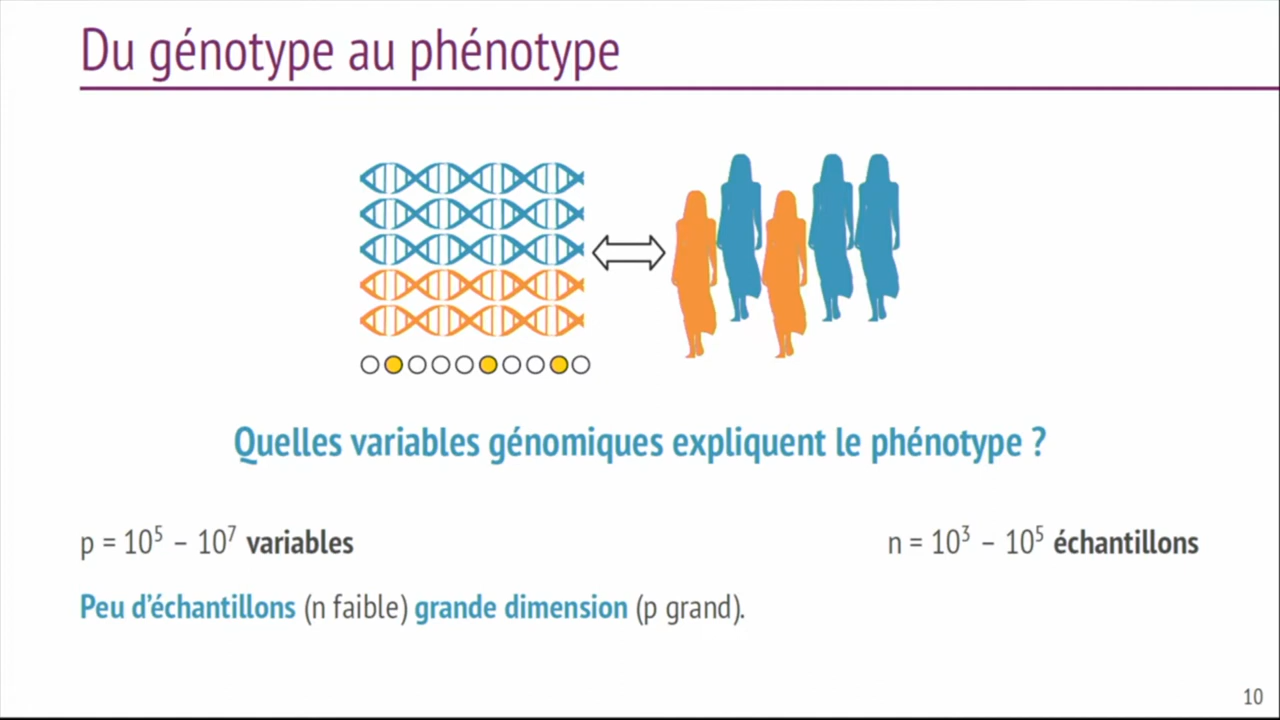 Du génotype au phénotype
Quelles variables génomiques expliquent le phénotype ?
p = 10⁵ – 10⁷ variables
n = 10³ – 10⁵ échantillons
Peu d’échantillons (n faible) grande dimension (p grand).
10